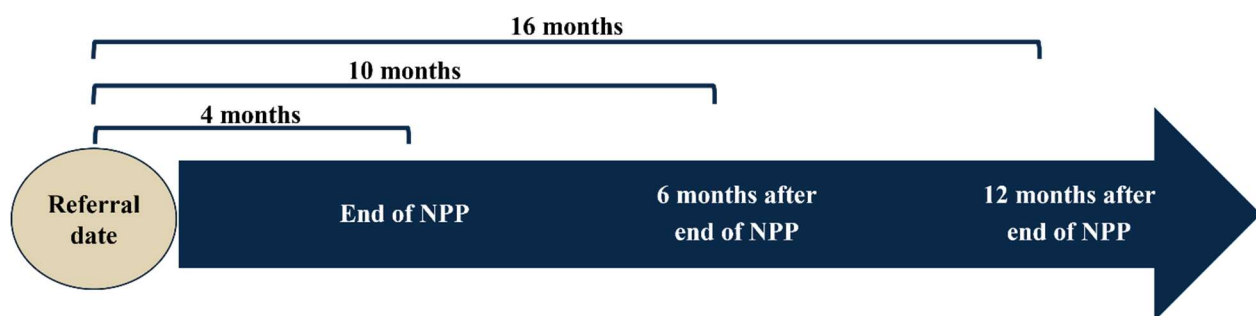 16 months
10 months
4 months
Referral
date
End of NPP
6 months after
end of NPP
12 months after
end of NPP